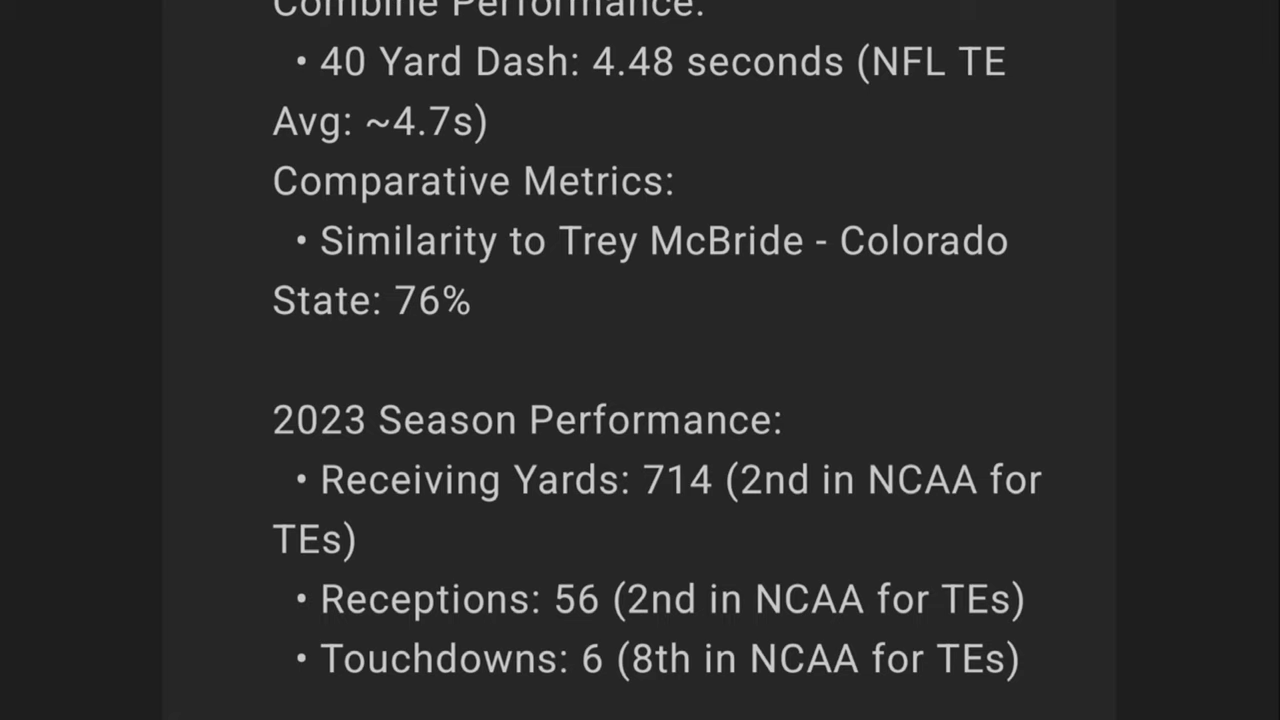 Combine Performance:
• 40 Yard Dash: 4.48 seconds (NFL TE
Avg: ~4.7s)
Comparative Metrics:
• Similarity to Trey McBride - Colorado
State: 76%
2023 Season Performance:
• Receiving Yards: 714 (2nd in NCAA for
TEs)
• Receptions: 56 (2nd in NCAA for TEs)
• Touchdowns: 6 (8th in NCAA for TEs)